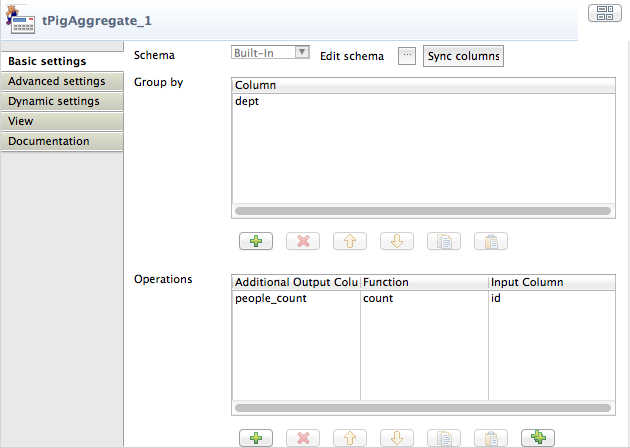 tPigAggregate_1
Basic settings
Advanced settings
Dynamic settings
View
Documentation
Schema Built-In Edit schema ... Sync columns
Group by
Column
dept
Operations
Additional Output Colu Function Input Column
people_count count id